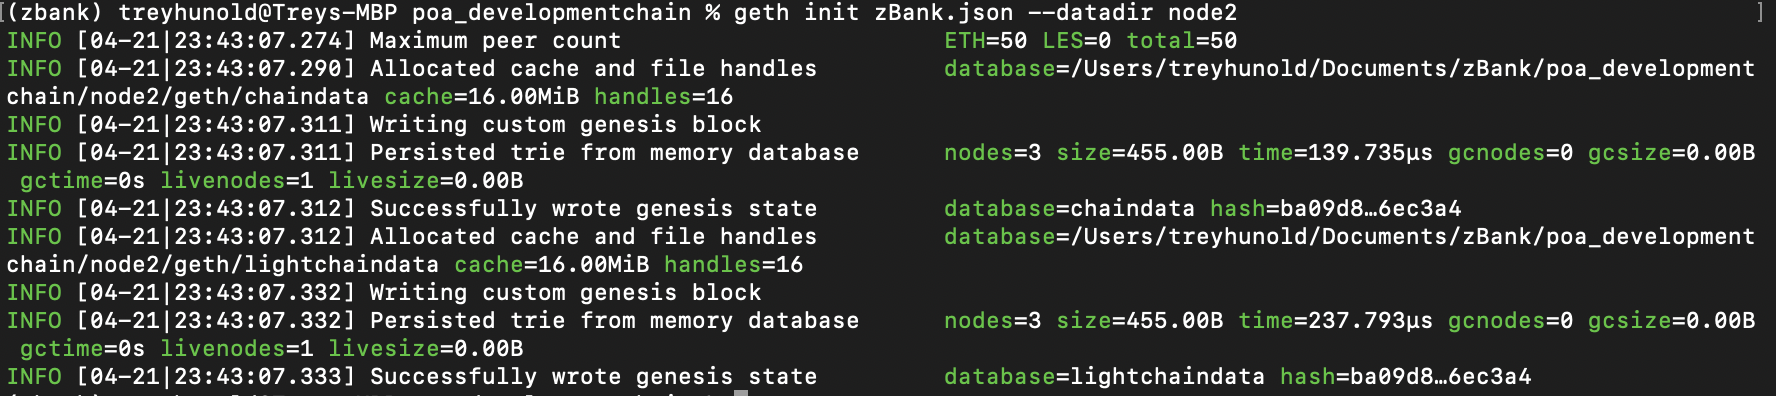 [(zbank) treyhunold@Treys-MBP poa_developmentchain % geth init zBank.json --datadir node2 ]
INFO [04-21|23:43:07.274] Maximum peer count ETH=50 LES=0 total=50
INFO [04-21|23:43:07.290] Allocated cache and file handles database=/Users/treyhunold/Documents/zBank/poa_development
chain/node2/geth/chaindata cache=16.00MiB handles=16
INFO [04-21|23:43:07.311] Writing custom genesis block
INFO [04-21|23:43:07.311] Persisted trie from memory database nodes=3 size=455.00B time=139.735µs gcnodes=0 gcsize=0.00B
gctime=0s livenodes=1 livesize=0.00B
INFO [04-21|23:43:07.312] Successfully wrote genesis state database=chaindata hash=ba09d8…6ec3a4
INFO [04-21|23:43:07.312] Allocated cache and file handles database=/Users/treyhunold/Documents/zBank/poa_development
chain/node2/geth/lightchaindata cache=16.00MiB handles=16
INFO [04-21|23:43:07.332] Writing custom genesis block
INFO [04-21|23:43:07.332] Persisted trie from memory database nodes=3 size=455.00B time=237.793µs gcnodes=0 gcsize=0.00B
gctime=0s livenodes=1 livesize=0.00B
INFO [04-21|23:43:07.333] Successfully wrote genesis state database=lightchaindata hash=ba09d8…6ec3a4